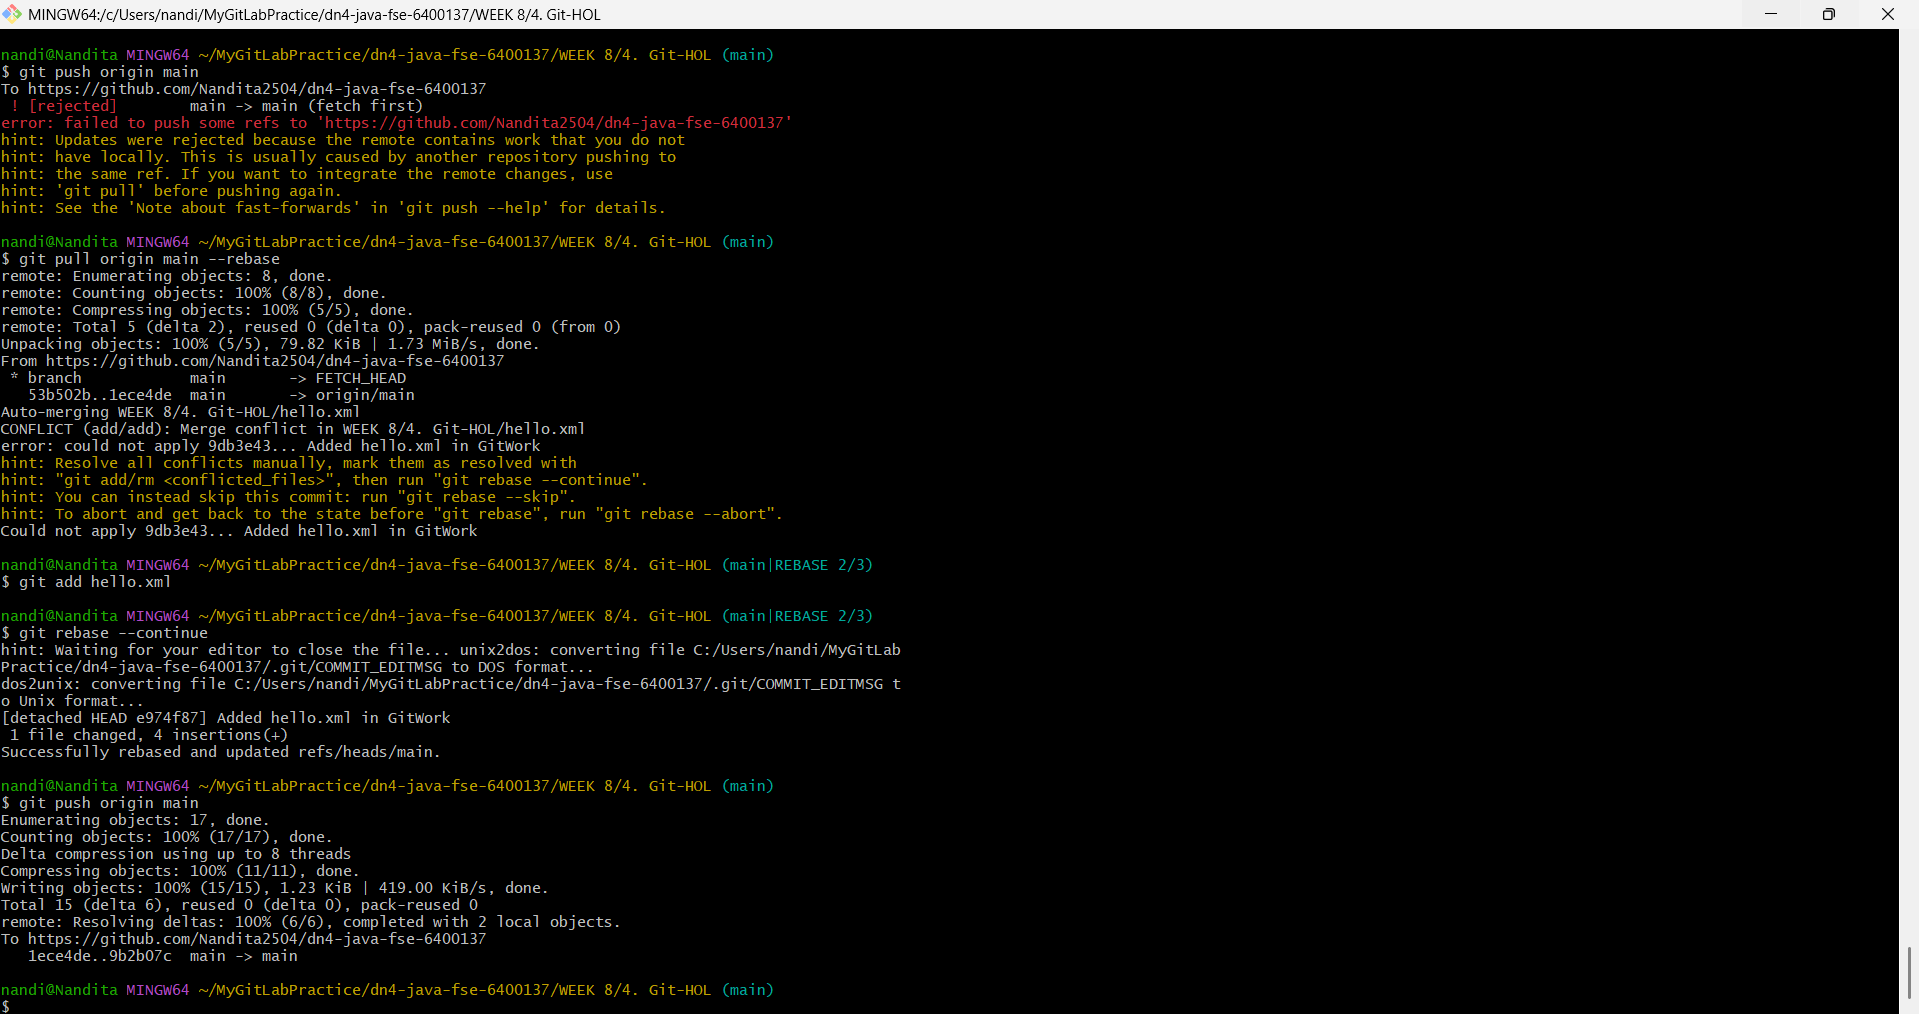 MINGW64:/c/Users/nandi/MyGitLabPractice/dn4-java-fse-6400137/WEEK 8/4. Git-HOL
nandi@Nandita MINGW64 ~/MyGitLabPractice/dn4-java-fse-6400137/WEEK 8/4. Git-HOL (main)
$ git push origin main
To https://github.com/Nandita2504/dn4-java-fse-6400137
 ! [rejected]        main -> main (fetch first)
error: failed to push some refs to 'https://github.com/Nandita2504/dn4-java-fse-6400137'
hint: Updates were rejected because the remote contains work that you do not
hint: have locally. This is usually caused by another repository pushing to
hint: the same ref. If you want to integrate the remote changes, use
hint: 'git pull' before pushing again.
hint: See the 'Note about fast-forwards' in 'git push --help' for details.
nandi@Nandita MINGW64 ~/MyGitLabPractice/dn4-java-fse-6400137/WEEK 8/4. Git-HOL (main)
$ git pull origin main --rebase
remote: Enumerating objects: 8, done.
remote: Counting objects: 100% (8/8), done.
remote: Compressing objects: 100% (5/5), done.
remote: Total 5 (delta 2), reused 0 (delta 0), pack-reused 0 (from 0)
Unpacking objects: 100% (5/5), 79.82 KiB | 1.73 MiB/s, done.
From https://github.com/Nandita2504/dn4-java-fse-6400137
 * branch            main       -> FETCH_HEAD
   53b502b..1ece4de  main       -> origin/main
Auto-merging WEEK 8/4. Git-HOL/hello.xml
CONFLICT (add/add): Merge conflict in WEEK 8/4. Git-HOL/hello.xml
error: could not apply 9db3e43... Added hello.xml in GitWork
hint: Resolve all conflicts manually, mark them as resolved with
hint: "git add/rm <conflicted_files>", then run "git rebase --continue".
hint: You can instead skip this commit: run "git rebase --skip".
hint: To abort and get back to the state before "git rebase", run "git rebase --abort".
Could not apply 9db3e43... Added hello.xml in GitWork
nandi@Nandita MINGW64 ~/MyGitLabPractice/dn4-java-fse-6400137/WEEK 8/4. Git-HOL (main|REBASE 2/3)
$ git add hello.xml
nandi@Nandita MINGW64 ~/MyGitLabPractice/dn4-java-fse-6400137/WEEK 8/4. Git-HOL (main|REBASE 2/3)
$ git rebase --continue
hint: Waiting for your editor to close the file... unix2dos: converting file C:/Users/nandi/MyGitLab
Practice/dn4-java-fse-6400137/.git/COMMIT_EDITMSG to DOS format...
dos2unix: converting file C:/Users/nandi/MyGitLabPractice/dn4-java-fse-6400137/.git/COMMIT_EDITMSG t
o Unix format...
[detached HEAD e974f87] Added hello.xml in GitWork
 1 file changed, 4 insertions(+)
Successfully rebased and updated refs/heads/main.
nandi@Nandita MINGW64 ~/MyGitLabPractice/dn4-java-fse-6400137/WEEK 8/4. Git-HOL (main)
$ git push origin main
Enumerating objects: 17, done.
Counting objects: 100% (17/17), done.
Delta compression using up to 8 threads
Compressing objects: 100% (11/11), done.
Writing objects: 100% (15/15), 1.23 KiB | 419.00 KiB/s, done.
Total 15 (delta 6), reused 0 (delta 0), pack-reused 0
remote: Resolving deltas: 100% (6/6), completed with 2 local objects.
To https://github.com/Nandita2504/dn4-java-fse-6400137
   1ece4de..9b2b07c  main -> main
nandi@Nandita MINGW64 ~/MyGitLabPractice/dn4-java-fse-6400137/WEEK 8/4. Git-HOL (main)
$